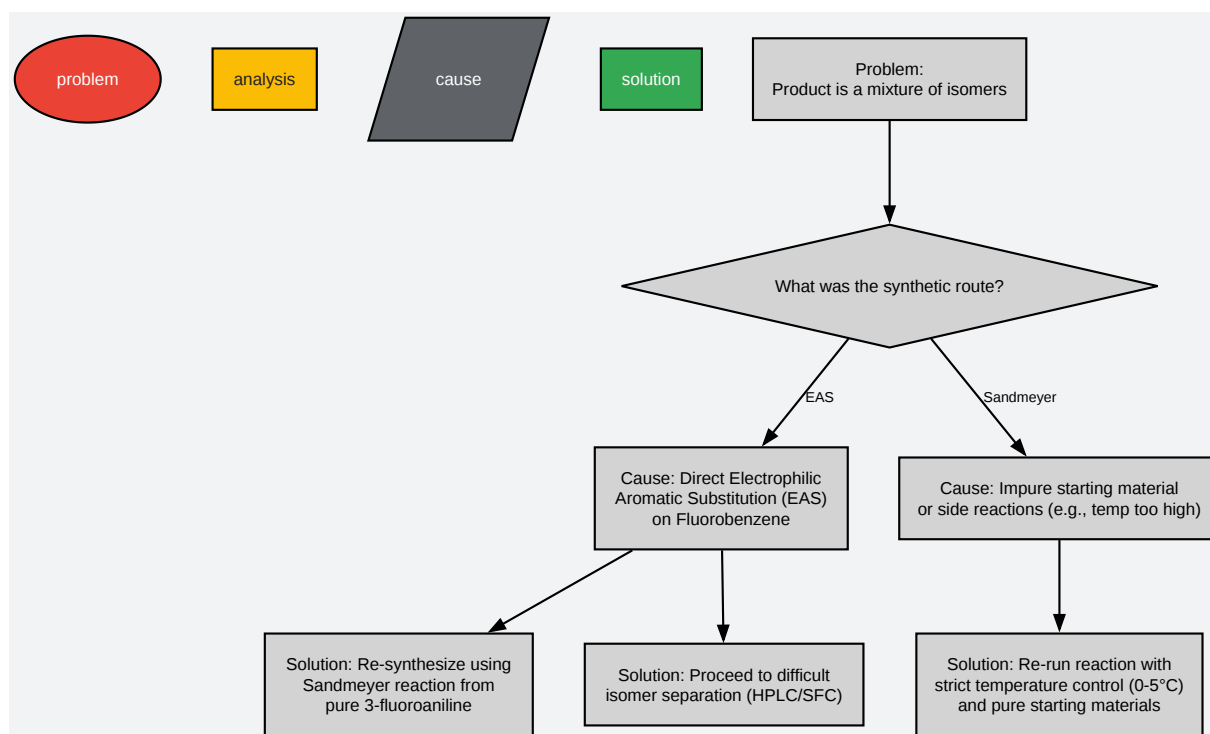 problem
analysis
cause
solution
Problem:
Product is a mixture of isomers
What was the synthetic route?
EAS
Sandmeyer
Cause: Direct Electrophilic
Aromatic Substitution (EAS)
on Fluorobenzene
Cause: Impure starting material
or side reactions (e.g., temp too high)
Solution: Re-synthesize using
Sandmeyer reaction from
pure 3-fluoroaniline
Solution: Proceed to difficult
isomer separation (HPLC/SFC)
Solution: Re-run reaction with
strict temperature control (0-5°C)
and pure starting materials